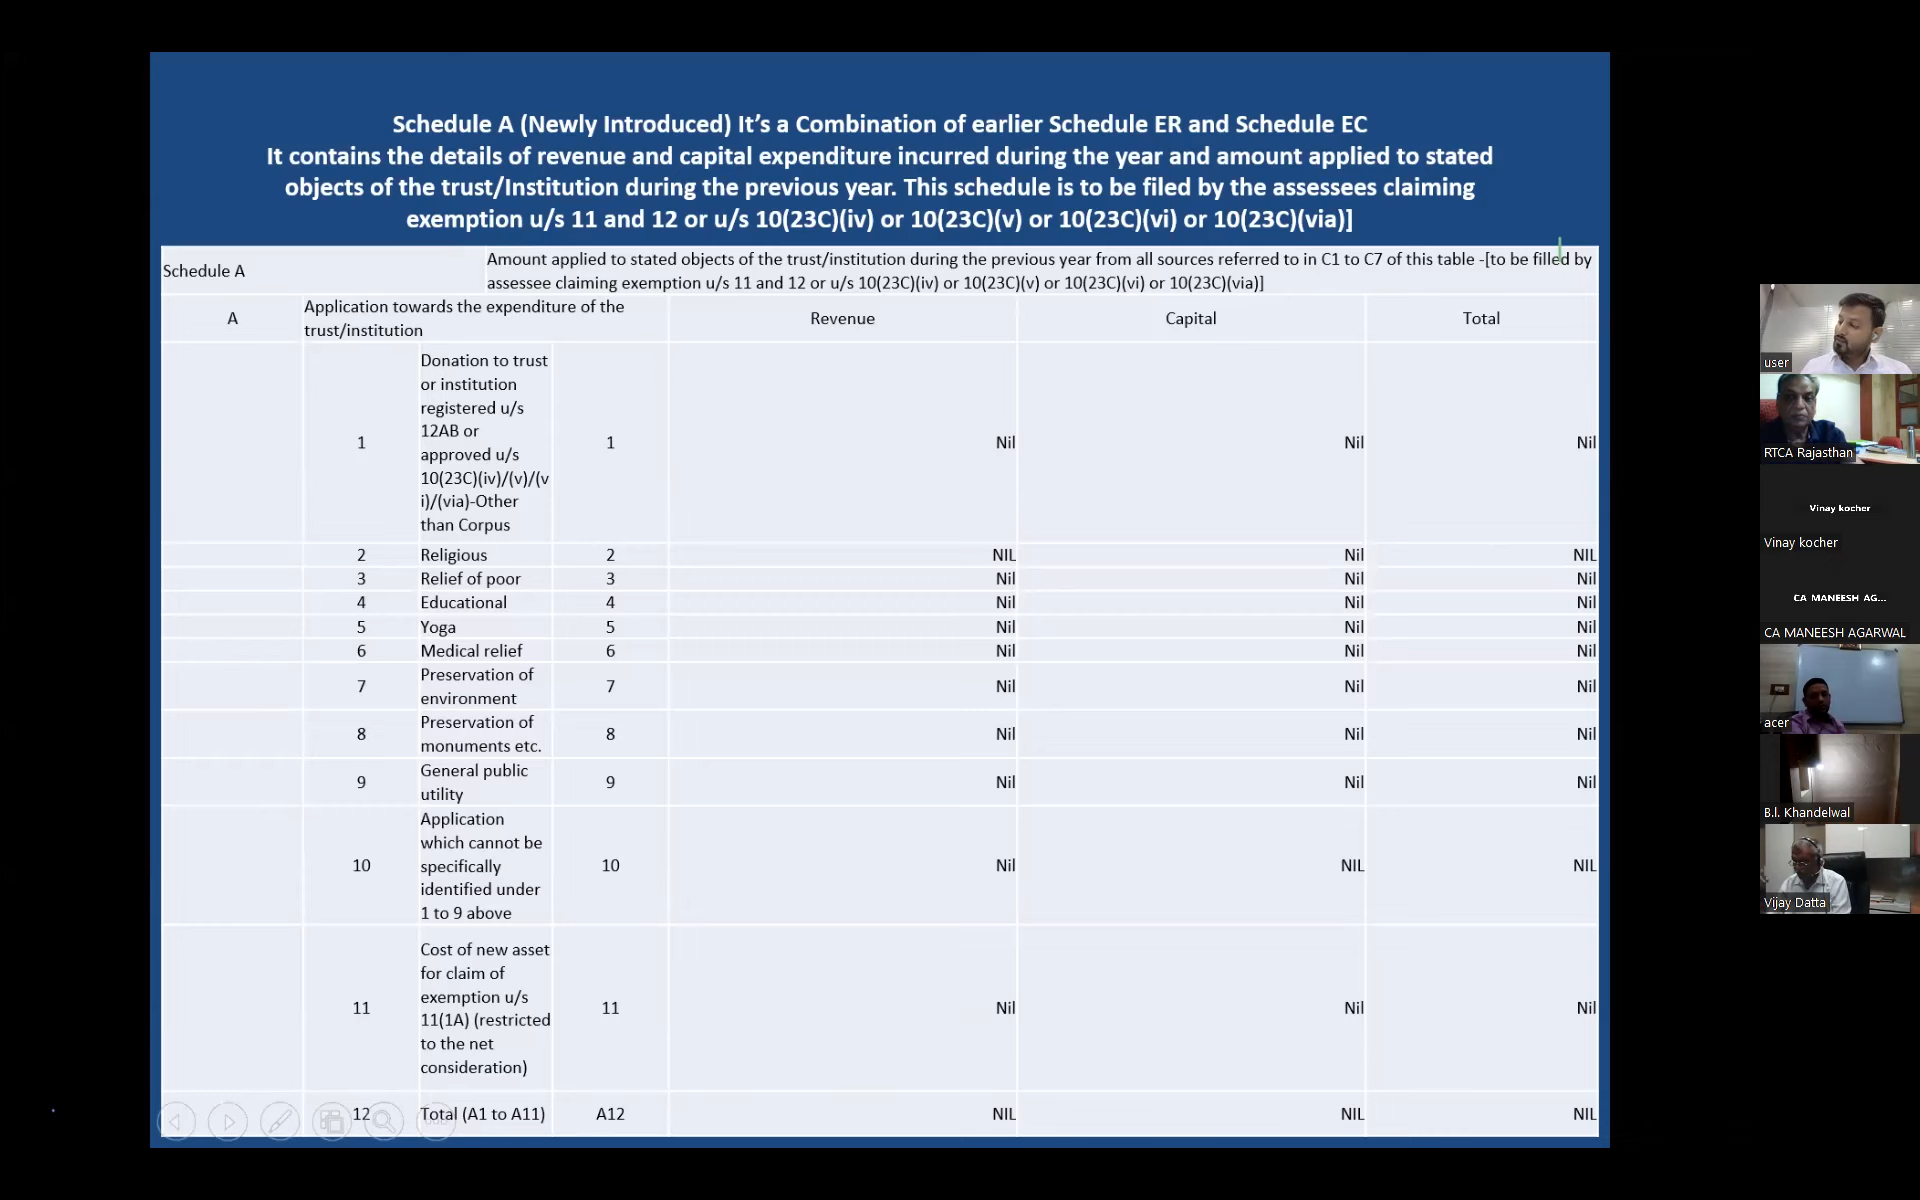 Schedule A (Newly Introduced) It’s a Combination of earlier Schedule ER and Schedule EC
It contains the details of revenue and capital expenditure incurred during the year and amount applied to stated
objects of the trust/Institution during the previous year. This schedule is to be filed by the assessees claiming
exemption u/s 11 and 12 or u/s 10(23C)(iv) or 10(23C)(v) or 10(23C)(vi) or 10(23C)(via)]
Schedule A
Amount applied to stated objects of the trust/institution during the previous year from all sources referred to in C1 to C7 of this table -[to be filled by
assessee claiming exemption u/s 11 and 12 or u/s 10(23C)(iv) or 10(23C)(v) or 10(23C)(vi) or 10(23C)(via)]
A
Application towards the expenditure of the
trust/institution
Revenue
Capital
Total
1
Donation to trust
or institution
registered u/s
12AB or
approved u/s
10(23C)(iv)/(v)/(v
i)/(via)-Other
than Corpus
1
Nil
Nil
Nil
2 Religious 2 NIL Nil NIL
3 Relief of poor 3 Nil Nil Nil
4 Educational 4 Nil Nil Nil
5 Yoga 5 Nil Nil Nil
6 Medical relief 6 Nil Nil Nil
7
Preservation of
environment
7
Nil
Nil
Nil
8
Preservation of
monuments etc.
8
Nil
Nil
Nil
9
General public
utility
9
Nil
Nil
Nil
10
Application
which cannot be
specifically
identified under
1 to 9 above
10
Nil
NIL
NIL
11
Cost of new asset
for claim of
exemption u/s
11(1A) (restricted
to the net
consideration)
11
Nil
Nil
Nil
12 Total (A1 to A11) A12 NIL NIL NIL
user
RTCA Rajasthan
Vinay kocher
Vinay kocher
CA MANEESH AG...
CA MANEESH AGARWAL
acer
B.l. Khandelwal
Vijay Datta